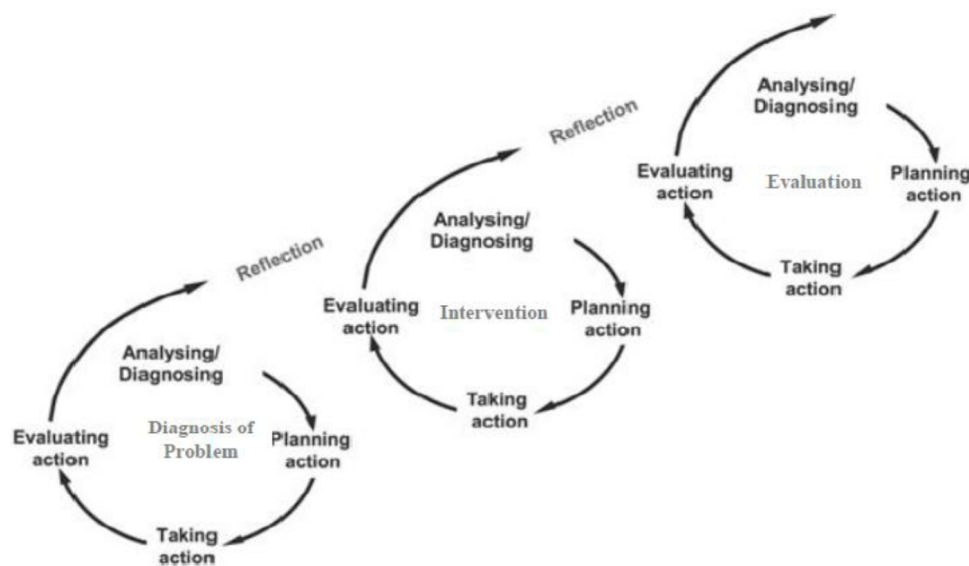 Analysing/
Diagnosing
Evaluating
action
Evaluation
Planning
action
Taking
action
Reflection
Analysing/
Diagnosing
Evaluating
action
Intervention
Planning
action
Taking
action
Reflection
Analysing/
Diagnosing
Evaluating
action
Diagnosis of
Problem
Planning
action
Taking
action